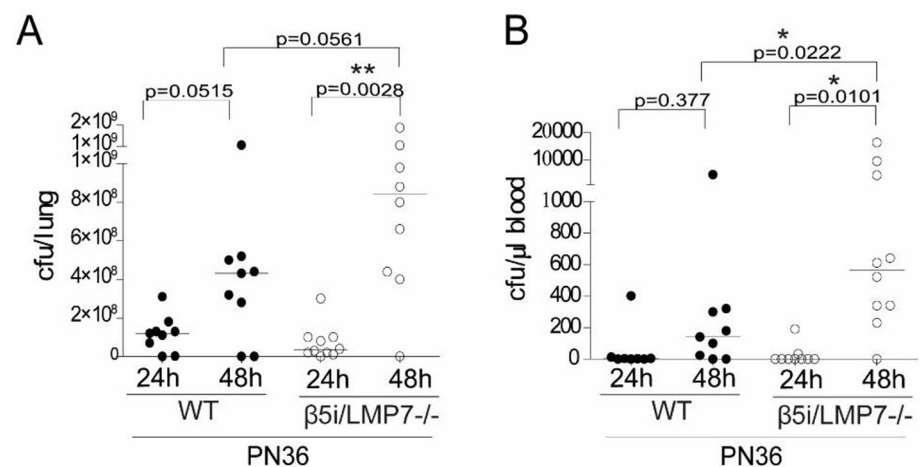 A
p=0.0561
**
p=0.0515
p=0.0028
cfu/lung
2×10⁹
1×10⁹
1×10⁹
8×10⁸
6×10⁸
4×10⁸
2×10⁸
0
24h 48h 24h 48h
WT β5i/LMP7-/-
PN36
B
*
p=0.0222
*
p=0.377
p=0.0101
cfu/µl blood
20000
10000
1000
800
600
400
200
0
24h 48h 24h 48h
WT β5i/LMP7-/-
PN36